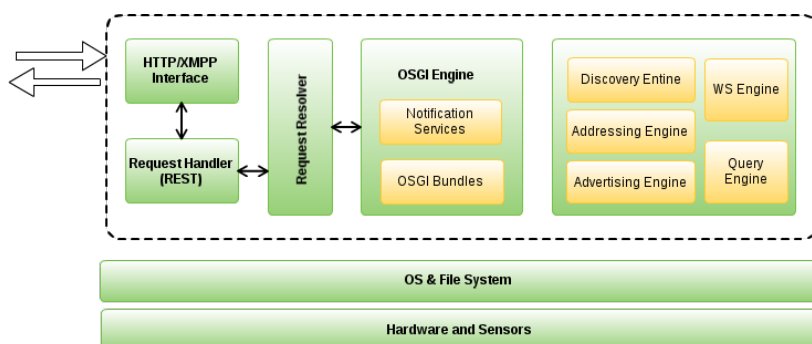 HTTP/XMPP
Interface
Request Handler
(REST)
Request Resolver
OSGI Engine
Notification
Services
OSGI Bundles
Discovery Entine
Addressing Engine
Advertising Engine
WS Engine
Query
Engine
OS & File System
Hardware and Sensors